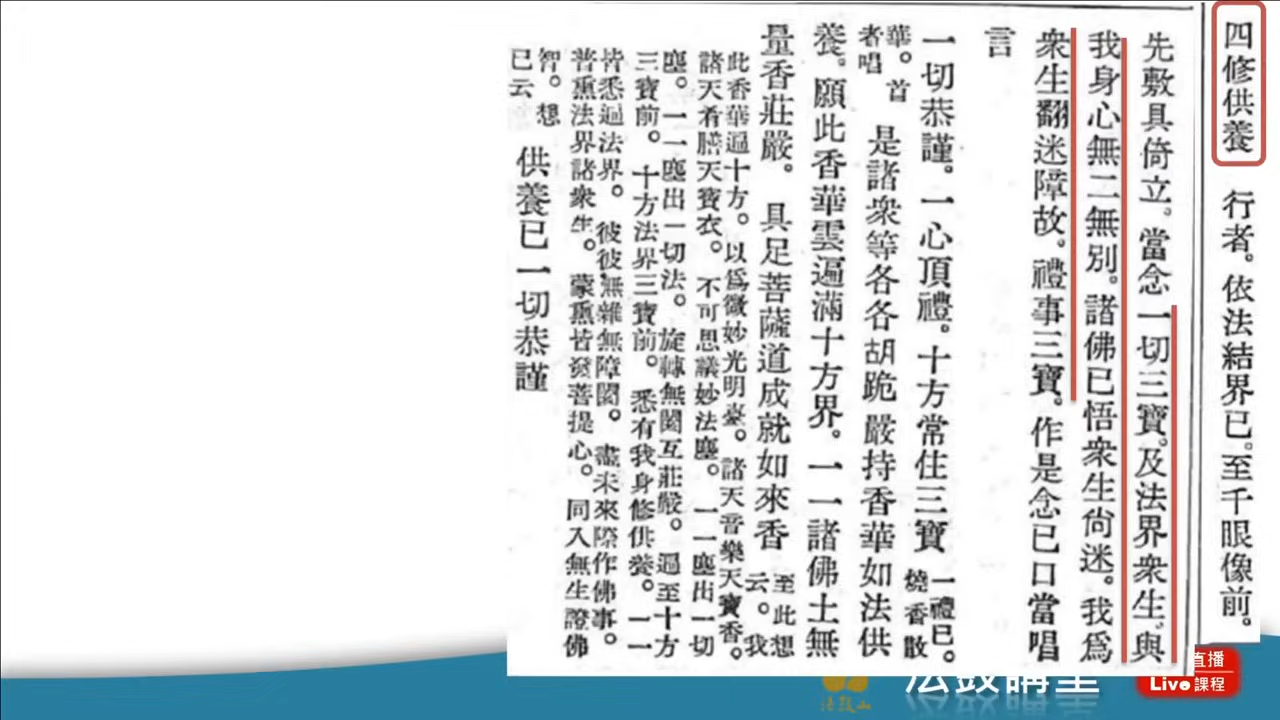 四修供養　行者。依法結界已。至千眼像前。
先敷具倚立。當念一切三寶。及法界衆生。與
我身心無二無別。諸佛已悟衆生尚迷。我爲
衆生翻迷障故。禮事三寶。作是念已口當唱
言
一切恭謹。一心頂禮。十方常住三寶一禮已。燒香散
華。首者唱　是諸衆等各各胡跪嚴持香華如法供
養。願此香華雲遍滿十方界。一一諸佛土無
量香莊嚴。具足菩薩道成就如來香至此想云。我
此香華遍十方。以爲微妙光明臺。諸天音樂天寶香。
諸天肴膳天寶衣。不可思議妙法塵。一一塵出一切
塵。一一塵出一切法。旋轉無閡互莊嚴。遍至十方
三寶前。十方法界三寶前。悉有我身修供養。一一
皆悉遍法界。彼彼無雜無障閡。盡未來際作佛事。
普熏法界諸衆生。蒙熏皆發菩提心。同入無生證佛
智。想已云　供養已一切恭謹
法鼓山
法鼓講堂
直播
Live課程